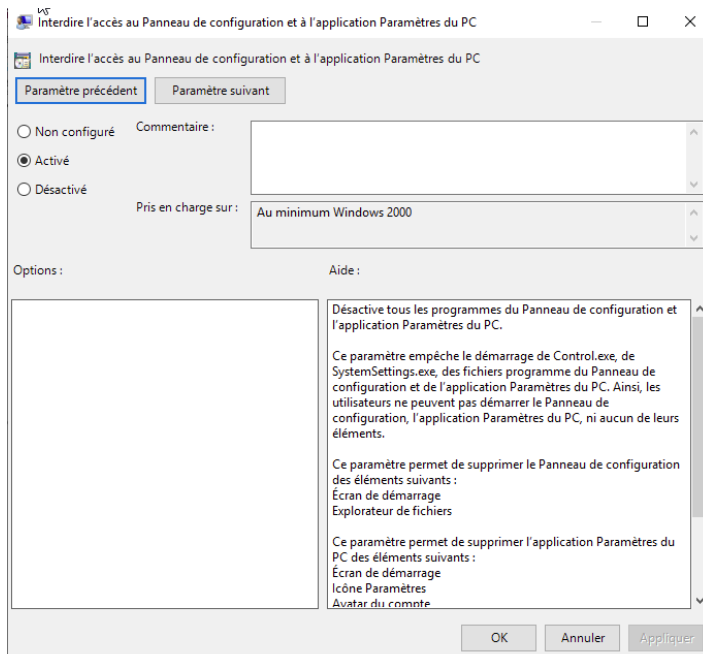 Interdire l'accès au Panneau de configuration et à l'application Paramètres du PC
Interdire l'accès au Panneau de configuration et à l'application Paramètres du PC
Paramètre précédent
Paramètre suivant
Non configuré
Commentaire :
Activé
Désactivé
Pris en charge sur :
Au minimum Windows 2000
Options :
Aide :
Désactive tous les programmes du Panneau de configuration et
l'application Paramètres du PC.
Ce paramètre empêche le démarrage de Control.exe, de
SystemSettings.exe, des fichiers programme du Panneau de
configuration et de l'application Paramètres du PC. Ainsi, les
utilisateurs ne peuvent pas démarrer le Panneau de
configuration, l'application Paramètres du PC, ni aucun de leurs
éléments.
Ce paramètre permet de supprimer le Panneau de configuration
des éléments suivants :
Écran de démarrage
Explorateur de fichiers
Ce paramètre permet de supprimer l'application Paramètres du
PC des éléments suivants :
Écran de démarrage
Icône Paramètres
Avatar du compte
OK
Annuler
Appliquer